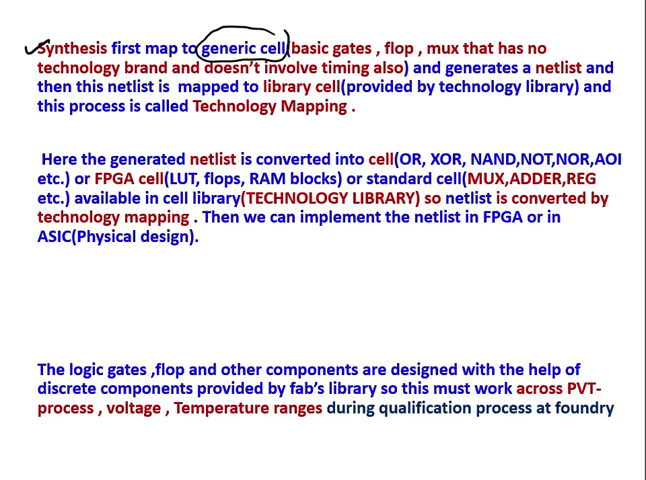 Synthesis first map to generic cell(basic gates , flop , mux that has no
technology brand and doesn't involve timing also) and generates a netlist and
then this netlist is mapped to library cell(provided by technology library) and
this process is called Technology Mapping .
Here the generated netlist is converted into cell(OR, XOR, NAND,NOT,NOR,AOI
etc.) or FPGA cell(LUT, flops, RAM blocks) or standard cell(MUX,ADDER,REG
etc.) available in cell library(TECHNOLOGY LIBRARY) so netlist is converted by
technology mapping . Then we can implement the netlist in FPGA or in
ASIC(Physical design).
The logic gates ,flop and other components are designed with the help of
discrete components provided by fab's library so this must work across PVT-
process , voltage , Temperature ranges during qualification process at foundry